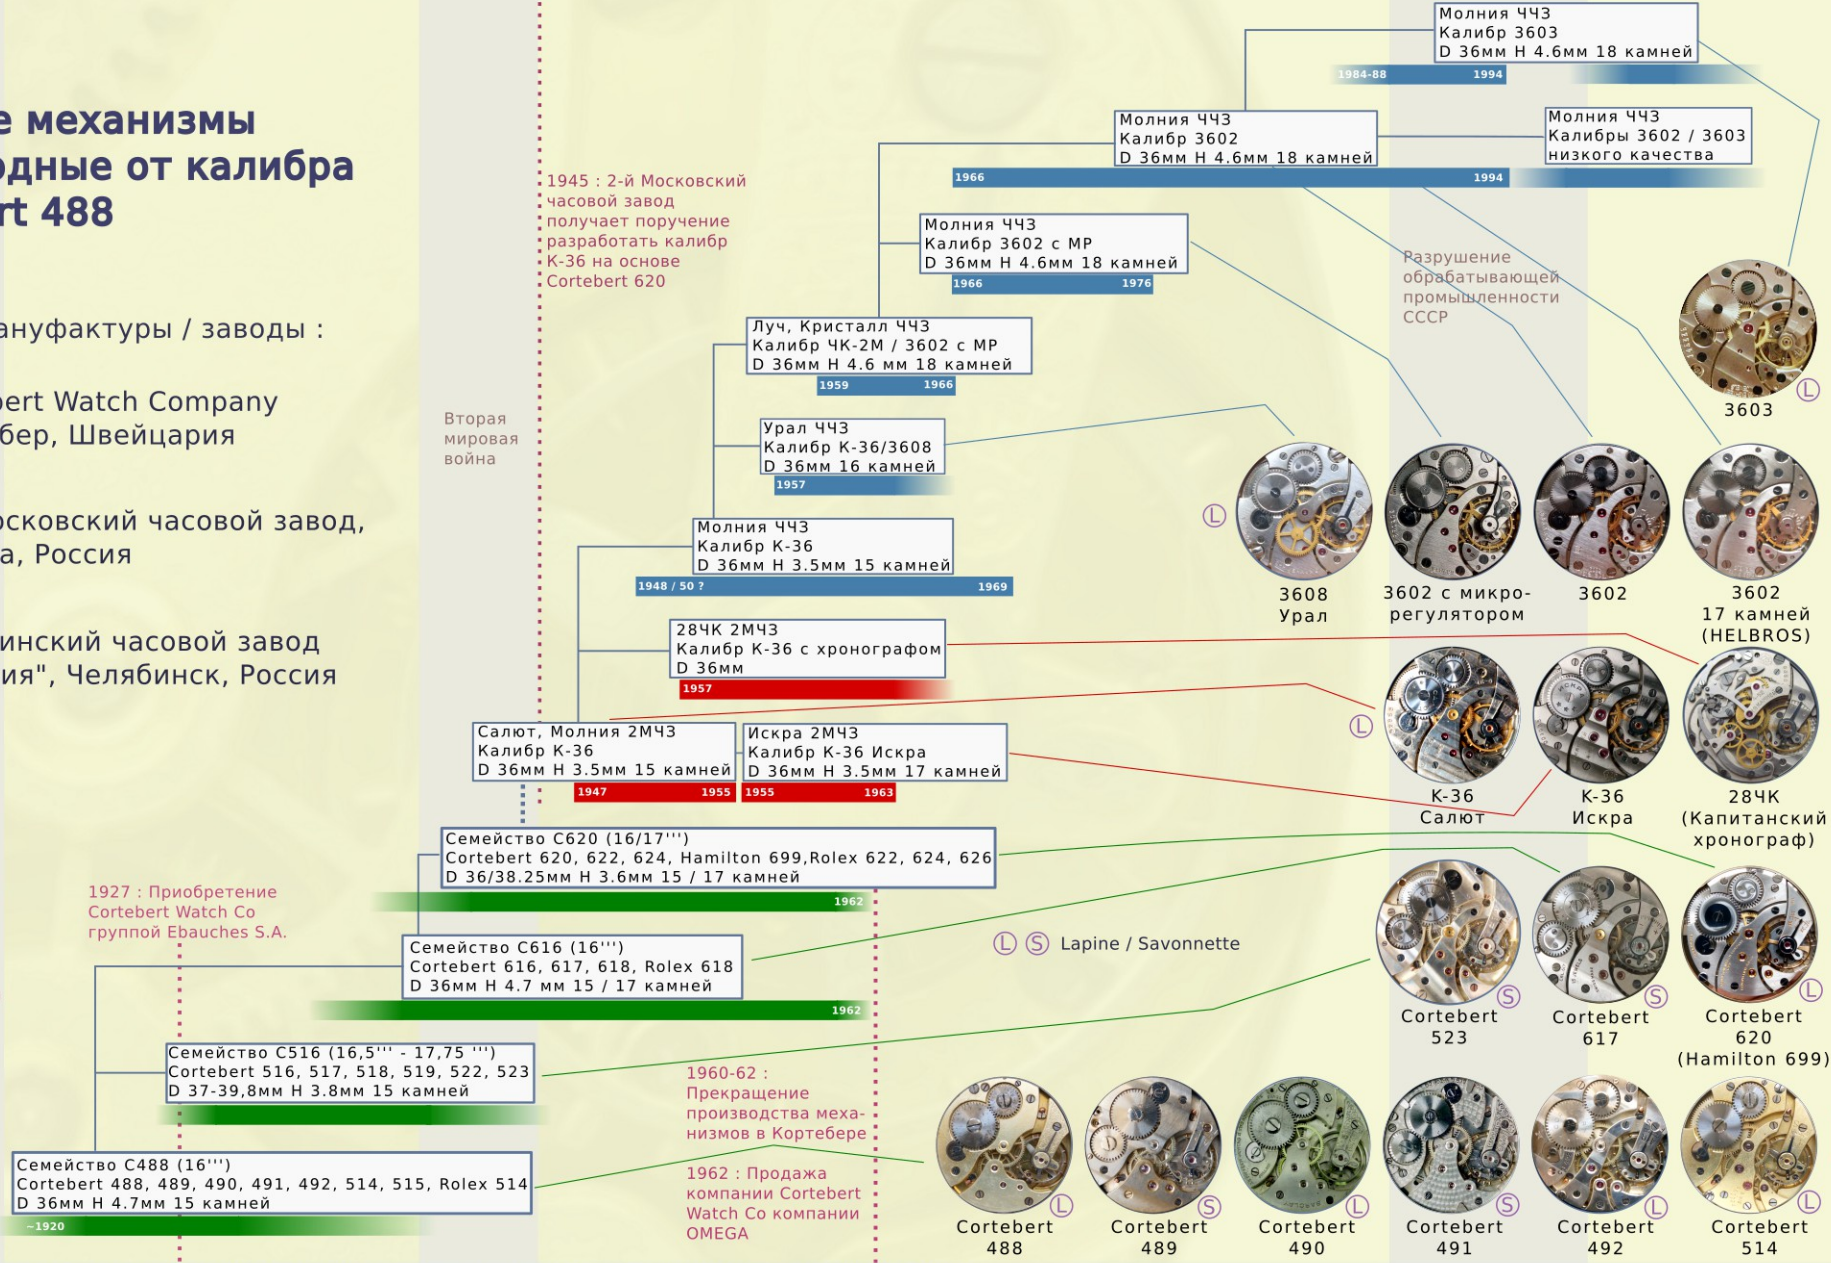 е механизмы
одные от калибра
rt 488
ануфактуры / заводы :
bert Watch Company
бер, Швейцария
осковский часовой завод,
а, Россия
инский часовой завод
ия", Челябинск, Россия
Молния ЧЧЗ
Калибр 3603
D 36мм H 4.6мм 18 камней
1984-88 1994
Молния ЧЧЗ
Калибр 3602
D 36мм H 4.6мм 18 камней
Молния ЧЧЗ
Калибры 3602 / 3603
низкого качества
1966 1994
1945 : 2-й Московский
часовой завод
получает поручение
разработать калибр
К-36 на основе
Cortebert 620
Молния ЧЧЗ
Калибр 3602 с МР
D 36мм H 4.6мм 18 камней
1966 1976
Разрушение
обрабатывающей
промышленности
СССР
Луч, Кристалл ЧЧЗ
Калибр ЧК-2М / 3602 с МР
D 36мм H 4.6 мм 18 камней
1959 1966
L
3603
Вторая
мировая
война
Урал ЧЧЗ
Калибр К-36/3608
D 36мм 16 камней
1957
Молния ЧЧЗ
Калибр К-36
D 36мм H 3.5мм 15 камней
1948 / 50 ? 1969
L
3608
Урал
3602 с микро-
регулятором
3602
3602
17 камней
(HELBROS)
28ЧК 2МЧЗ
Калибр К-36 с хронографом
D 36мм
1957
Салют, Молния 2МЧЗ
Калибр К-36
D 36мм H 3.5мм 15 камней
1947 1955
Искра 2МЧЗ
Калибр К-36 Искра
D 36мм H 3.5мм 17 камней
1955 1963
L
К-36
Салют
К-36
Искра
28ЧК
(Капитанский
хронограф)
Семейство C620 (16/17''')
Cortebert 620, 622, 624, Hamilton 699,Rolex 622, 624, 626
D 36/38.25мм H 3.6мм 15 / 17 камней
1962
1927 : Приобретение
Cortebert Watch Co
группой Ebauches S.A.
Семейство C616 (16''')
Cortebert 616, 617, 618, Rolex 618
D 36мм H 4.7 мм 15 / 17 камней
1962
L S Lapine / Savonnette
S
Cortebert
523
S
Cortebert
617
L
Cortebert
620
(Hamilton 699)
Семейство C516 (16,5''' - 17,75 ''')
Cortebert 516, 517, 518, 519, 522, 523
D 37-39,8мм H 3.8мм 15 камней
1960-62 :
Прекращение
производства меха-
низмов в Кортебере
1962 : Продажа
компании Cortebert
Watch Co компании
OMEGA
Семейство C488 (16''')
Cortebert 488, 489, 490, 491, 492, 514, 515, Rolex 514
D 36мм H 4.7мм 15 камней
~1920
L
Cortebert
488
S
Cortebert
489
L
Cortebert
490
S
Cortebert
491
L
Cortebert
492
L
Cortebert
514